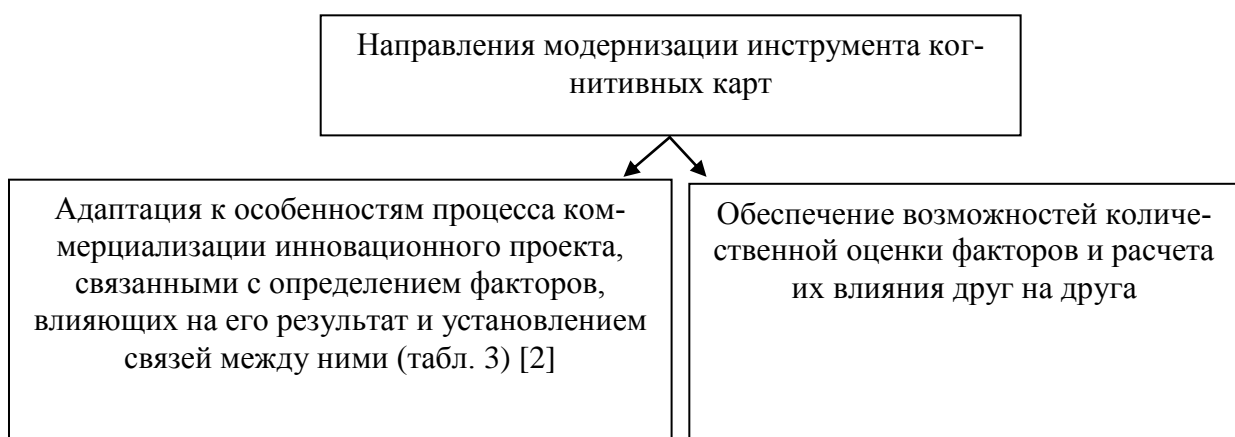 Направления модернизации инструмента ког-
нитивных карт
Адаптация к особенностям процесса ком-
мерциализации инновационного проекта,
связанными с определением факторов,
влияющих на его результат и установлением
связей между ними (табл. 3) [2]
Обеспечение возможностей количе-
ственной оценки факторов и расчета
их влияния друг на друга